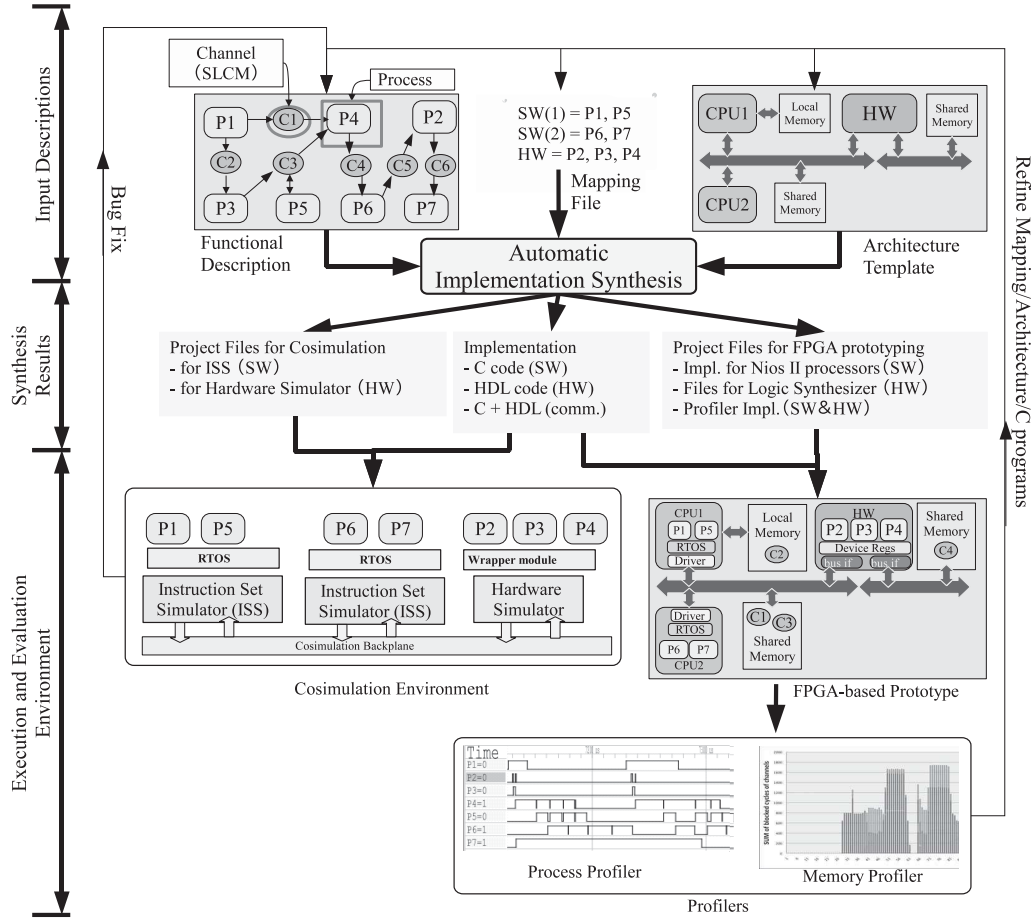 Input Descriptions
Synthesis
Results
Execution and Evaluation
Environment
Bug Fix
Refine Mapping/Architecture/C programs
Channel
(SLCM)
Process
P1
C1
P4
P2
C2
C3
C4
C5
C6
P3
P5
P6
P7
Functional
Description
SW(1) = P1, P5
SW(2) = P6, P7
HW = P2, P3, P4
Mapping
File
CPU1
Local
Memory
HW
Shared
Memory
CPU2
Shared
Memory
Architecture
Template
Automatic
Implementation Synthesis
Project Files for Cosimulation
- for ISS (SW)
- for Hardware Simulator (HW)
Implementation
- C code (SW)
- HDL code (HW)
- C + HDL (comm.)
Project Files for FPGA prototyping
- Impl. for Nios II processors (SW)
- Files for Logic Synthesizer (HW)
- Profiler Impl. (SW&HW)
P1 P5
RTOS
Instruction Set
Simulator (ISS)
P6 P7
RTOS
Instruction Set
Simulator (ISS)
P2 P3 P4
Wrapper module
Hardware
Simulator
Cosimulation Backplane
Cosimulation Environment
CPU1
P1 P5
RTOS
Driver
Local
Memory
C2
HW
P2 P3 P4
Device Regs
bus if bus if
Shared
Memory
C4
Driver
RTOS
P6 P7
CPU2
C1 C3
Shared
Memory
FPGA-based Prototype
Time
P1=0
P2=0
P3=0
P4=1
P5=0
P6=1
P7=1
Process Profiler
SUM of blocked cycles of channels
Memory Profiler
Profilers